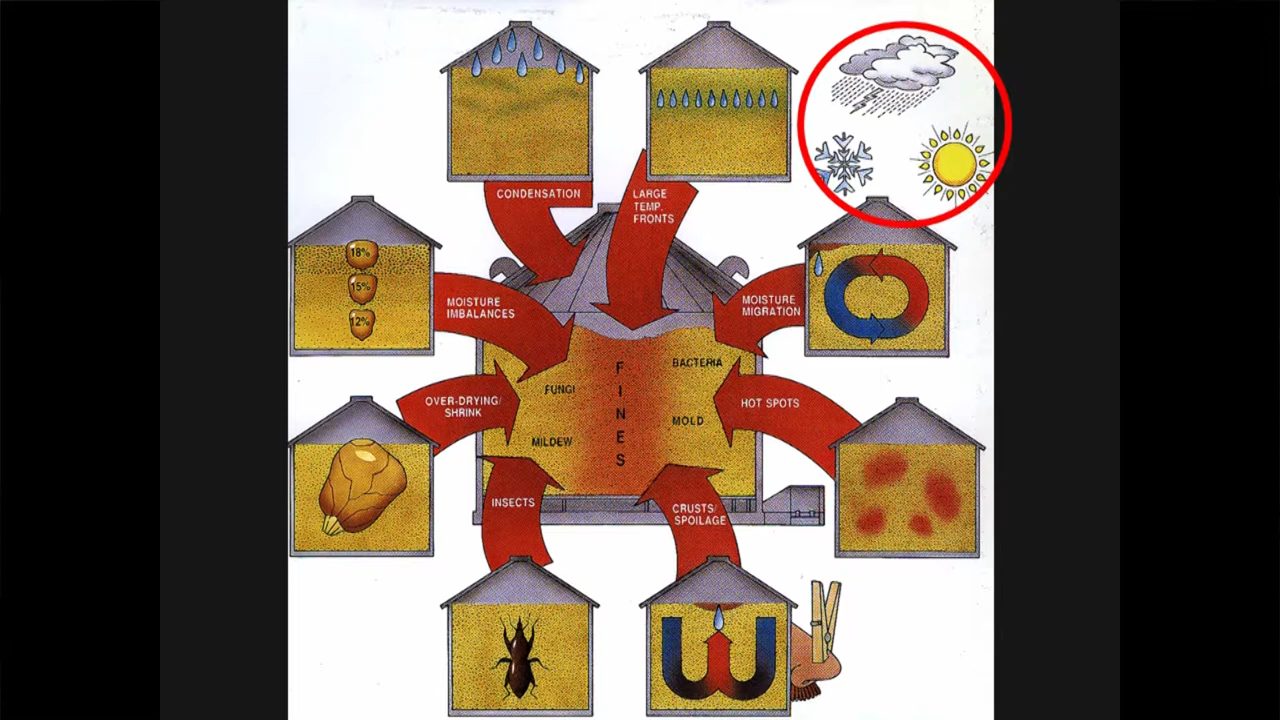 CONDENSATION
LARGE
TEMP.
FRONTS
18%
15%
12%
MOISTURE
IMBALANCES
MOISTURE
MIGRATION
OVER-DRYING/
SHRINK
HOT SPOTS
FUNGI
MILDEW
F
I
N
E
S
BACTERIA
MOLD
INSECTS
CRUSTS/
SPOILAGE